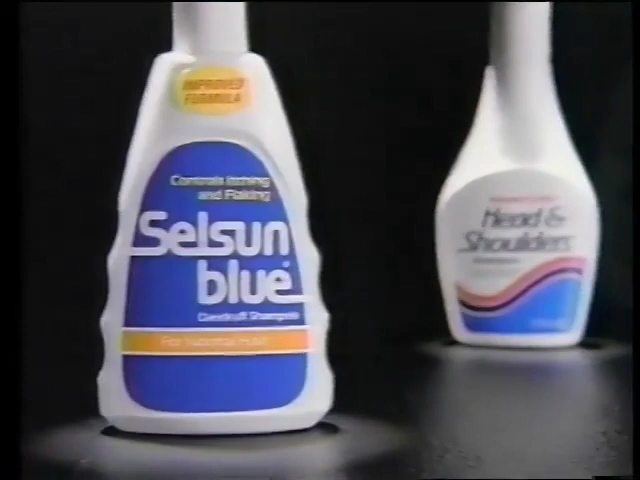 IMPROVED
FORMULA
Controls Itching
and Flaking
Selsun
blue
Dandruff Shampoo
For Normal Hair
Head &
Shoulders